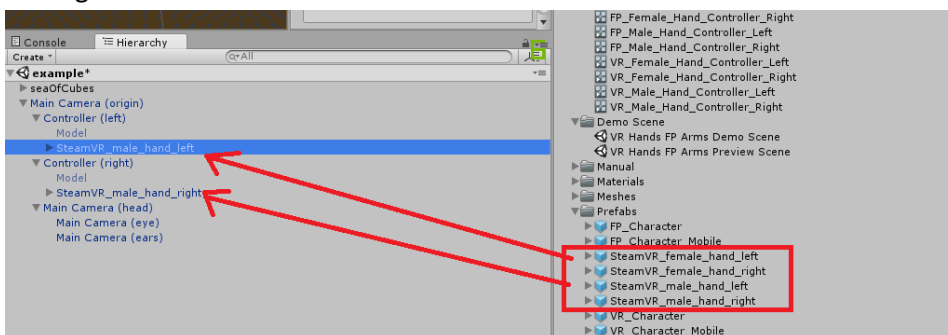 Console
Hierarchy
Create
All
example*
seaOfCubes
Main Camera (origin)
Controller (left)
Model
SteamVR_male_hand_left
Controller (right)
Model
SteamVR_male_hand_right
Main Camera (head)
Main Camera (eye)
Main Camera (ears)
FP_Female_Hand_Controller_Right
FP_Male_Hand_Controller_Left
FP_Male_Hand_Controller_Right
VR_Female_Hand_Controller_Left
VR_Female_Hand_Controller_Right
VR_Male_Hand_Controller_Left
VR_Male_Hand_Controller_Right
Demo Scene
VR Hands FP Arms Demo Scene
VR Hands FP Arms Preview Scene
Manual
Materials
Meshes
Prefabs
FP_Character
FP_Character_Mobile
SteamVR_female_hand_left
SteamVR_female_hand_right
SteamVR_male_hand_left
SteamVR_male_hand_right
VR_Character
VR_Character_Mobile